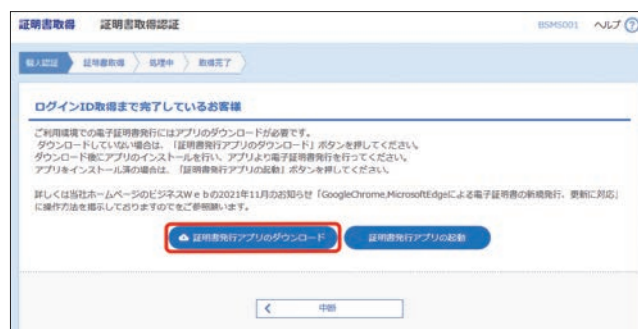 証明書取得 証明書取得認証 BSMS001 ヘルプ ?
個人認証 証明書取得 処理中 取得完了
ログインID取得まで完了しているお客様
ご利用環境での電子証明書発行にはアプリのダウンロードが必要です。
ダウンロードしていない場合は、「証明書発行アプリのダウンロード」ボタンを押してください。
ダウンロード後にアプリのインストールを行い、アプリより電子証明書発行を行ってください。
アプリをインストール済の場合は、「証明書発行アプリの起動」ボタンを押してください。
詳しくは当社ホームページのビジネスWebの2021年11月のお知らせ「GoogleChrome,MicrosoftEdgeによる電子証明書の新規発行、更新に対応」
に操作方法を掲示しておりますのでをご参照願います。
証明書発行アプリのダウンロード 証明書発行アプリの起動
中断